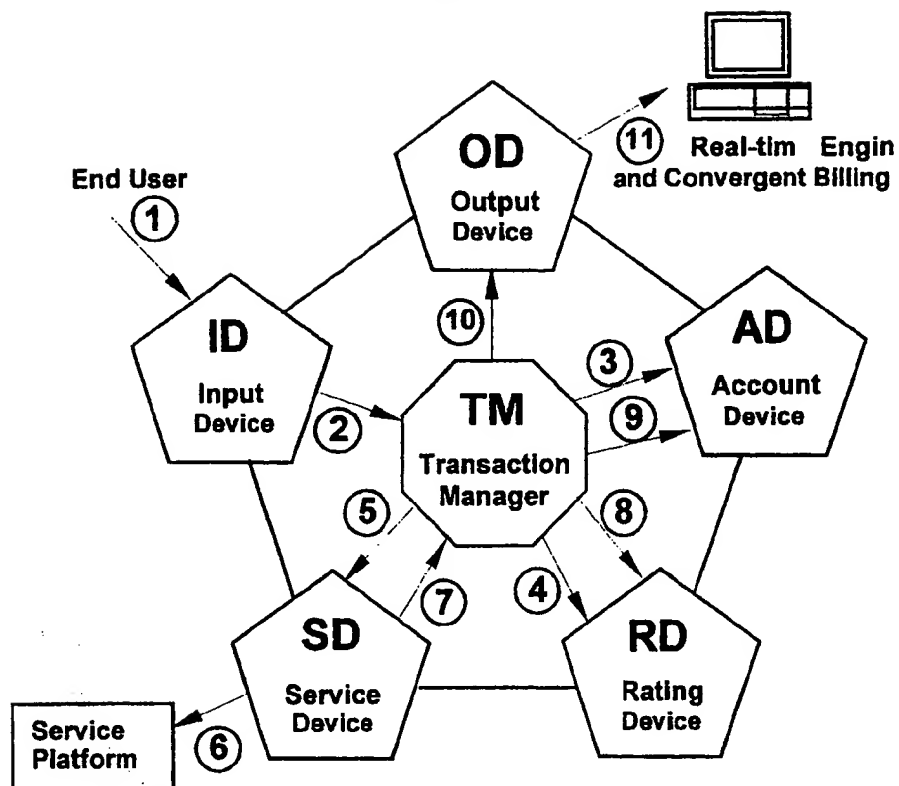 OD
Output
Device
11
Real-tim Engin
and Convergent Billing
End User
1
ID
Input
Device
2
10
TM
Transaction
Manager
3
9
AD
Account
Device
5
7
4
8
SD
Service
Device
RD
Rating
Device
6
Service
Platform